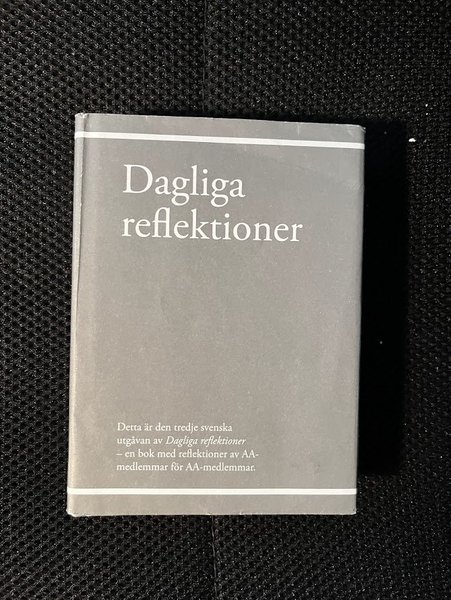 Dagliga
reflektioner
Detta är den tredje svenska
utgåvan av Dagliga reflektioner
– en bok med reflektioner av AA-
medlemmar för AA-medlemmar.